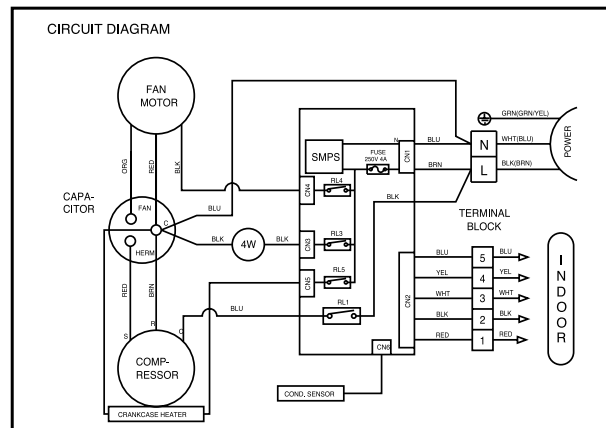 CIRCUIT DIAGRAM
FAN
MOTOR
ORG
RED
BLK
CAPA-
CITOR
FAN
C
HERM
BLU
BLK
4W
BLK
RED
BRN
S
R
C
BLU
COMP-
RESSOR
CRANKCASE HEATER
SMPS
N
FUSE
250V 4A
CN1
CN4
RL4
CN3
RL3
CN5
RL5
RL1
CN2
CN6
COND. SENSOR
BLU
BRN
BLK
N
L
GRN(GRN/YEL)
WHT(BLU)
BLK(BRN)
POWER
TERMINAL
BLOCK
BLU 5 BLU
YEL 4 YEL
WHT 3 WHT
BLK 2 BLK
RED 1 RED
INDOOR